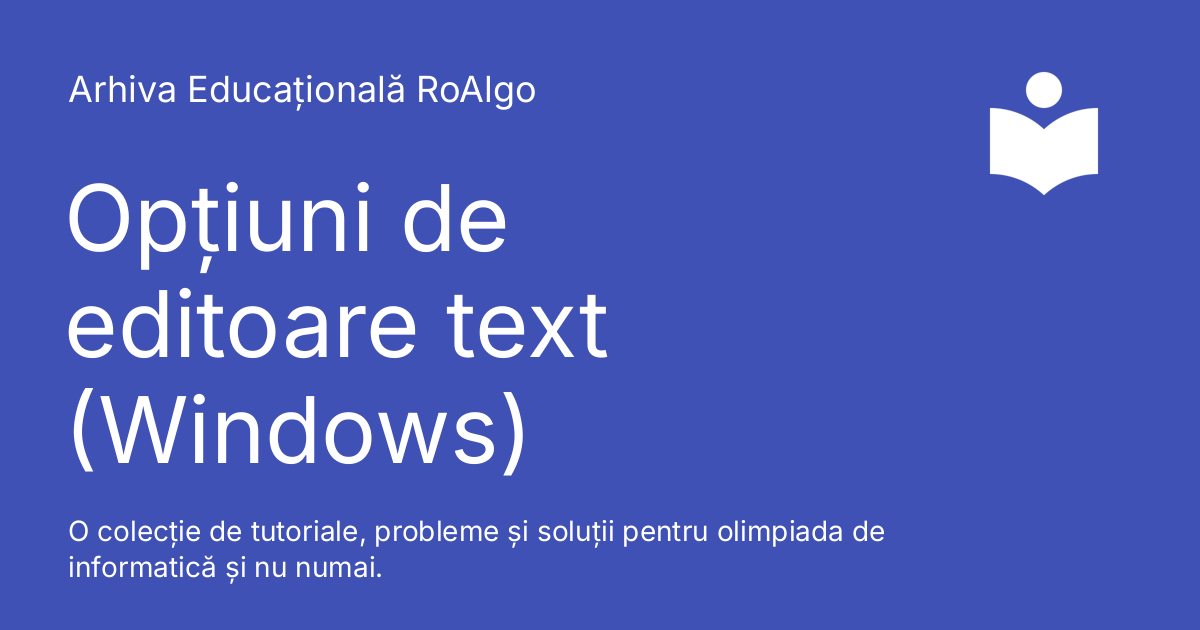 Arhiva Educațională RoAlgo
Opțiuni de
editoare text
(Windows)
O colecție de tutoriale, probleme și soluții pentru olimpiada de
informatică și nu numai.